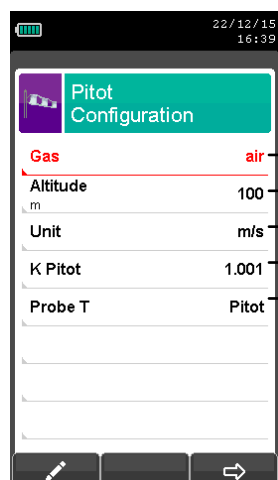 22/12/15
16:39
Pitot
Configuration
Gas air
Altitude
m 100
Unit m/s
K Pitot 1.001
Probe T Pitot